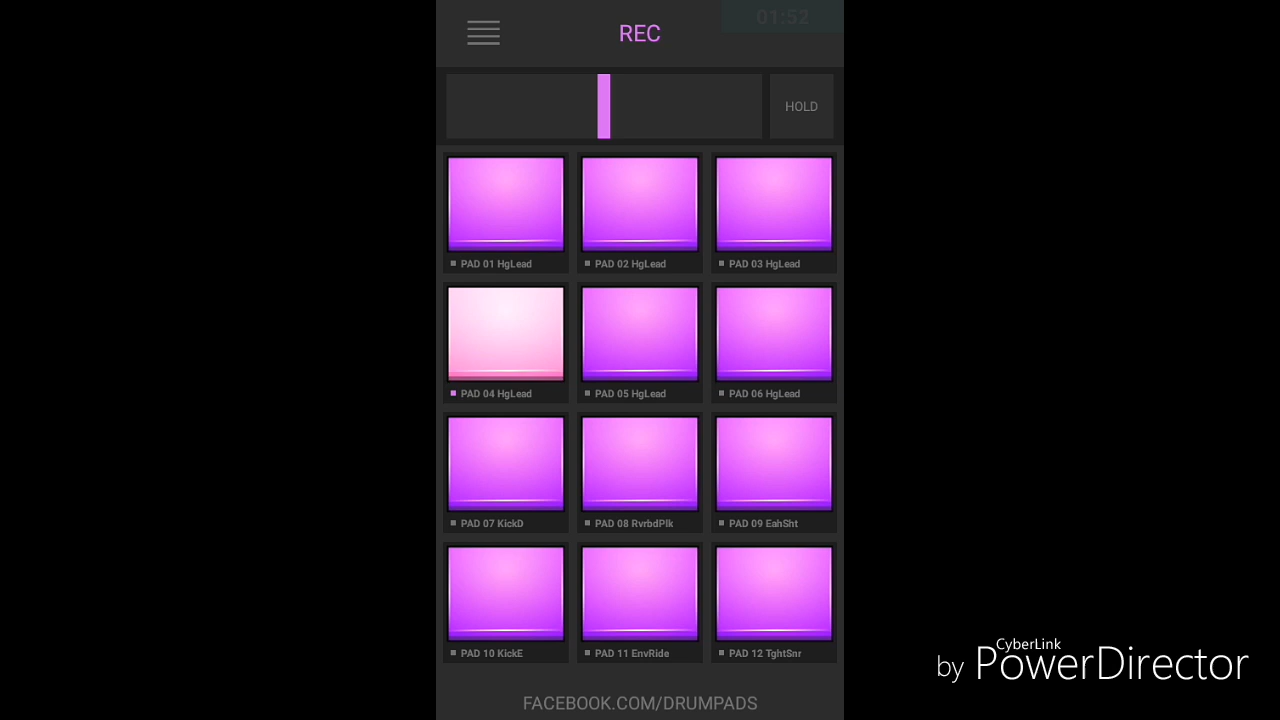 01:52
REC
HOLD
PAD 01 HgLead
PAD 02 HgLead
PAD 03 HgLead
PAD 04 HgLead
PAD 05 HgLead
PAD 06 HgLead
PAD 07 KickD
PAD 08 RvrbdPlk
PAD 09 EahSht
PAD 10 KickE
PAD 11 EnvRide
PAD 12 TghtSnr
FACEBOOK.COM/DRUMPADS
CyberLink
by PowerDirector